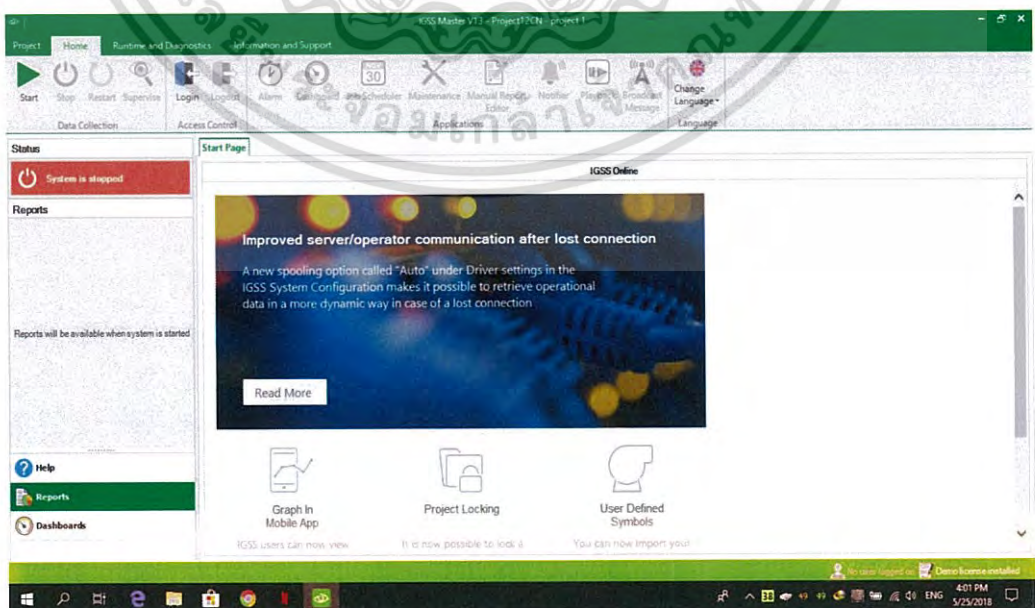 IGSS Master V13 - Project12CN - project 1
Project Home Runtime and Diagnostics Information and Support
Start Stop Restart Supervise Login Logout Alarm Dashboard Job Scheduler Maintenance Manual Report Editor Notifier Playback Broadcast Message Change Language
30
Data Collection Access Control Applications Language
Status
System is stopped
Reports
Reports will be available when system is started
Help
Reports
Dashboards
Start Page
IGSS Online
Improved server/operator communication after lost connection
A new spooling option called "Auto" under Driver settings in the
IGSS System Configuration makes it possible to retrieve operational
data in a more dynamic way in case of a lost connection
Read More
Graph In
Mobile App
IGSS users can now view
Project Locking
It is now possible to lock a
User Defined
Symbols
You can now import your
No user logged on Demo license installed
ENG
4:01 PM
5/25/2018